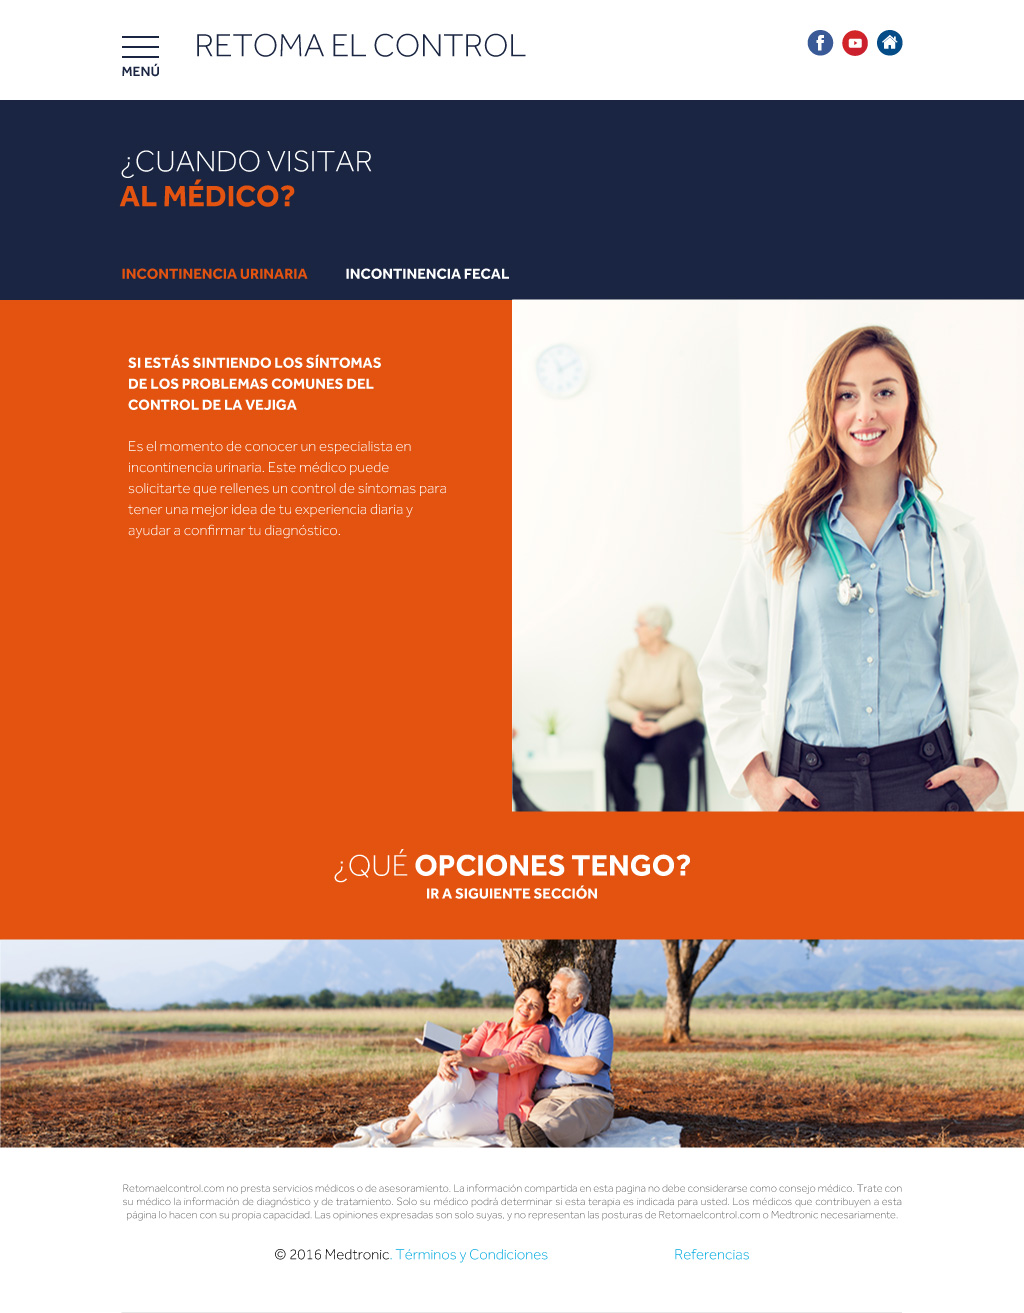 MENÚ
RETOMA EL CONTROL
¿CUANDO VISITAR
AL MÉDICO?
INCONTINENCIA URINARIA
INCONTINENCIA FECAL
SI ESTÁS SINTIENDO LOS SÍNTOMAS
DE LOS PROBLEMAS COMUNES DEL
CONTROL DE LA VEJIGA
Es el momento de conocer un especialista en
incontinencia urinaria. Este médico puede
solicitarte que rellenes un control de síntomas para
tener una mejor idea de tu experiencia diaria y
ayudar a confirmar tu diagnóstico.
¿QUÉ OPCIONES TENGO?
IR A SIGUIENTE SECCIÓN
Retomaelcontrol.com no presta servicios médicos o de asesoramiento. La información compartida en esta pagina no debe considerarse como consejo médico. Trate con
su médico la información de diagnóstico y de tratamiento. Solo su médico podrá determinar si esta terapia es indicada para usted. Los médicos que contribuyen a esta
página lo hacen con su propia capacidad. Las opiniones expresadas son solo suyas, y no representan las posturas de Retomaelcontrol.com o Medtronic necesariamente.
© 2016 Medtronic. Términos y Condiciones
Referencias